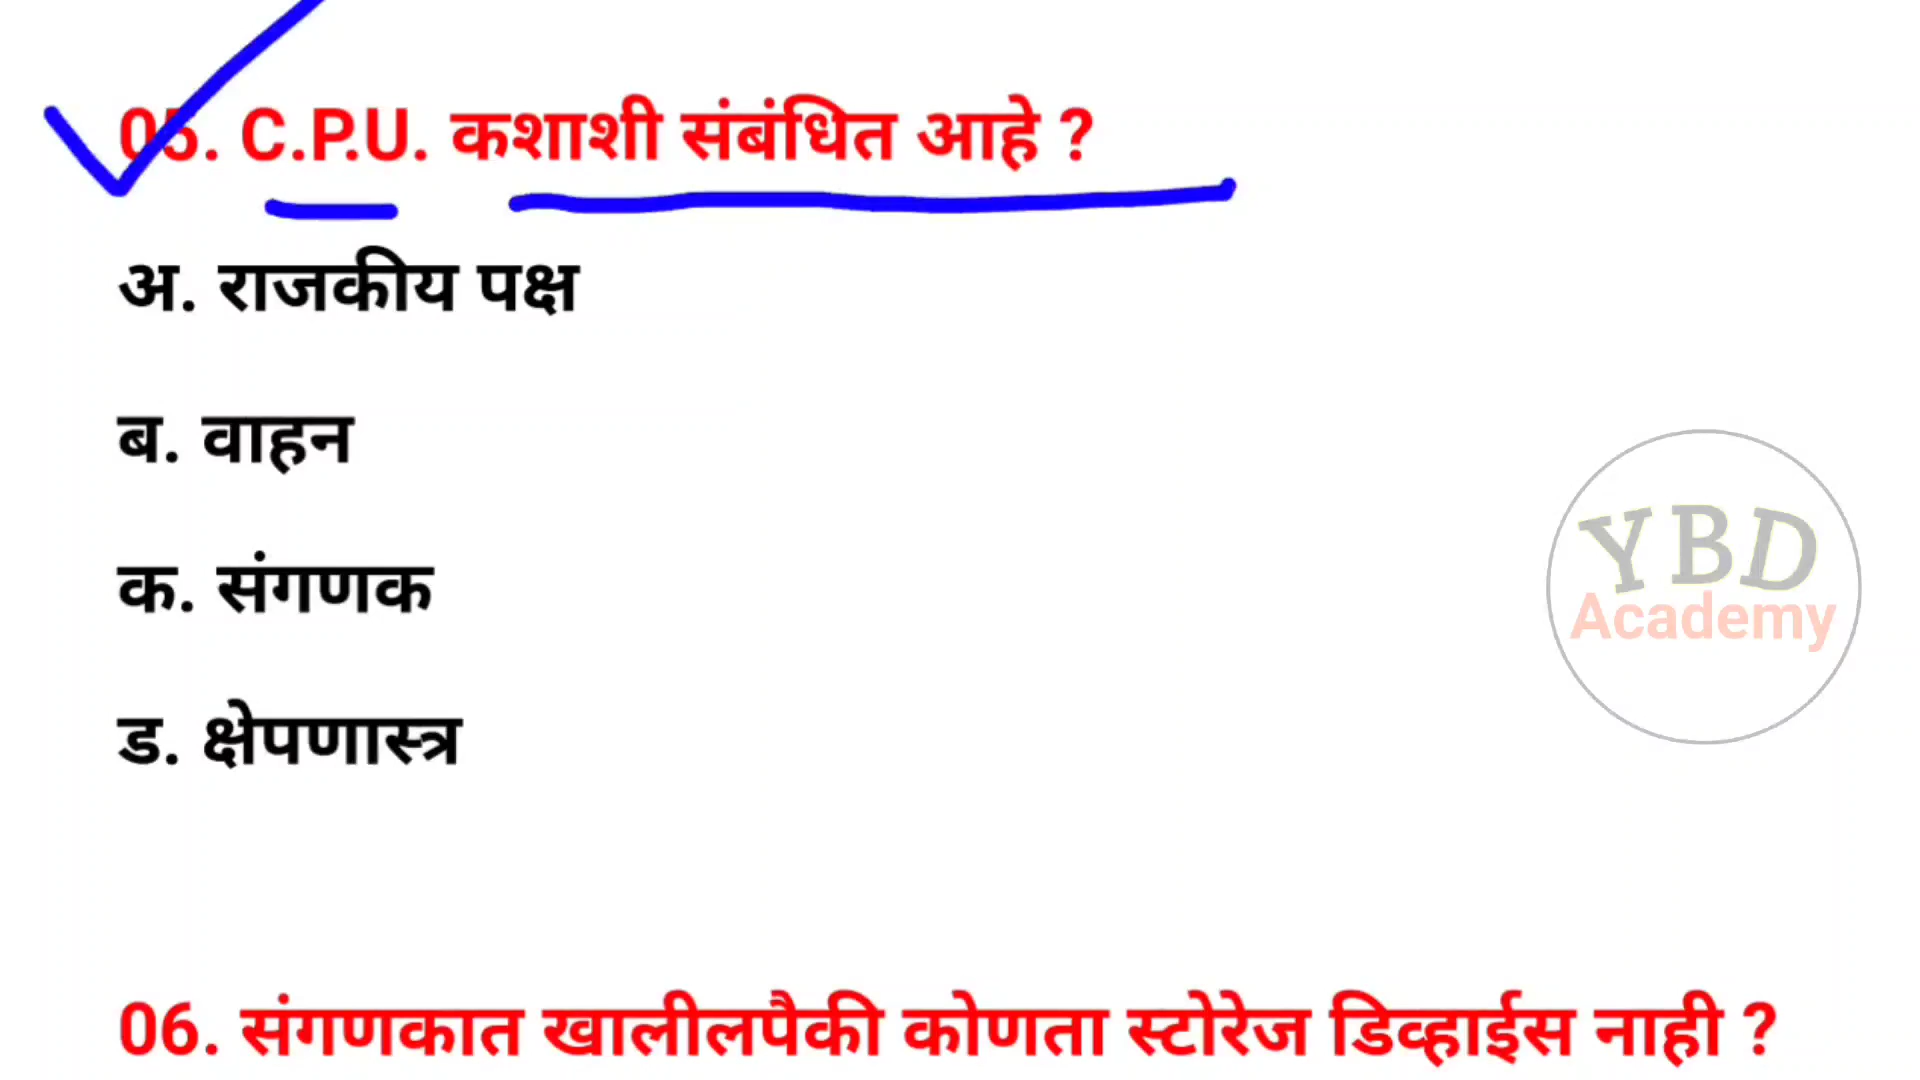 05. C.P.U. कशाशी संबंधित आहे ?
अ. राजकीय पक्ष
ब. वाहन
क. संगणक
ड. क्षेपणास्त्र
YBD
Academy
06. संगणकात खालीलपैकी कोणता स्टोरेज डिव्हाईस नाही ?